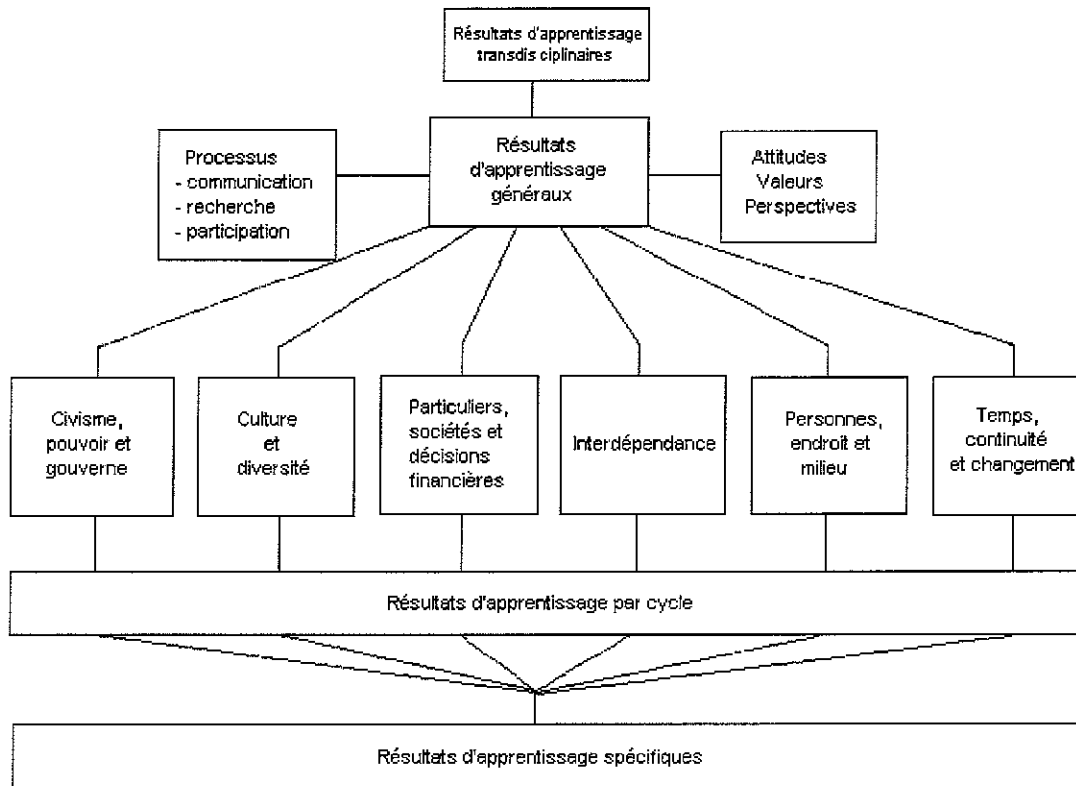 Résultats d'apprentissage
transdis ciplinaires
Processus
- communication
- recherche
- participation
Résultats
d'apprentissage
généraux
Attitudes
Valeurs
Perspectives
Civisme,
pouvoir et
gouverne
Culture
et
diversité
Particuliers,
sociétés et
décisions
financières
Interdépendance
Personnes,
endroit et
milieu
Temps,
continuité
et changement
Résultats d'apprentissage par cycle
Résultats d'apprentissage spécifiques